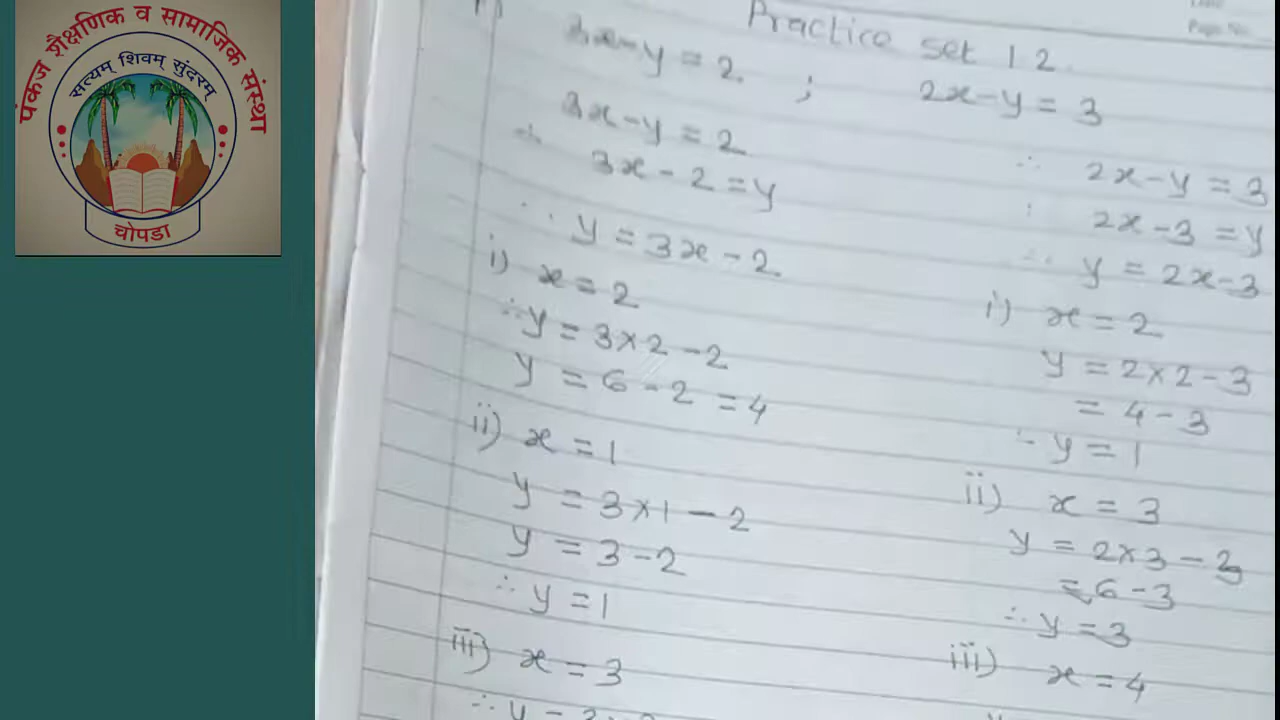 पंकज शैक्षणिक व सामाजिक संस्था
सत्यम् शिवम् सुंदरम्
चोपडा
Practice set 1 2
3x - y = 2 ; 2x - y = 3
3x - y = 2
∴ 3x - 2 = y
∴ y = 3x - 2
i) x = 2
∴ y = 3 × 2 - 2
y = 6 - 2 = 4
ii) x = 1
y = 3 × 1 - 2
y = 3 - 2
∴ y = 1
iii) x = 3
∴ 2x - y = 3
∴ 2x - 3 = y
∴ y = 2x - 3
i) x = 2
y = 2 × 2 - 3
= 4 - 3
∴ y = 1
ii) x = 3
y = 2 × 3 - 3
= 6 - 3
∴ y = 3
iii) x = 4